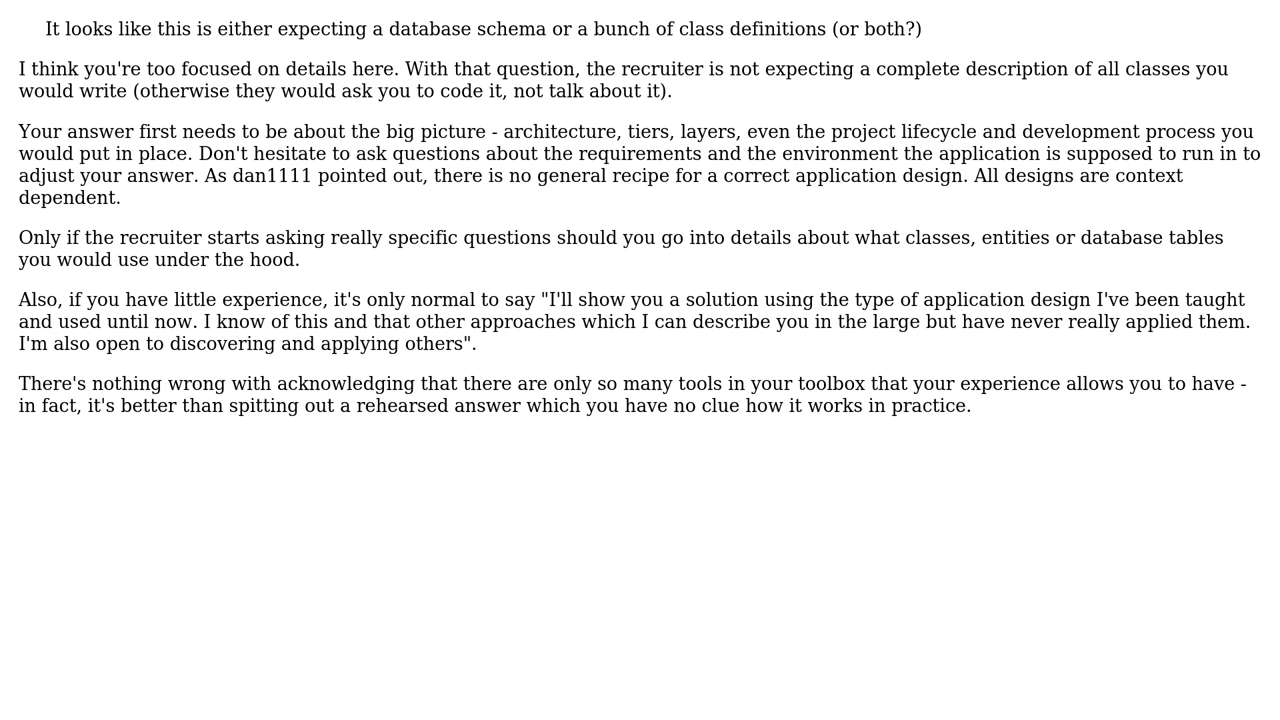 It looks like this is either expecting a database schema or a bunch of class definitions (or both?)
I think you're too focused on details here. With that question, the recruiter is not expecting a complete description of all classes you
would write (otherwise they would ask you to code it, not talk about it).
Your answer first needs to be about the big picture - architecture, tiers, layers, even the project lifecycle and development process you
would put in place. Don't hesitate to ask questions about the requirements and the environment the application is supposed to run in to
adjust your answer. As dan1111 pointed out, there is no general recipe for a correct application design. All designs are context
dependent.
Only if the recruiter starts asking really specific questions should you go into details about what classes, entities or database tables
you would use under the hood.
Also, if you have little experience, it's only normal to say "I'll show you a solution using the type of application design I've been taught
and used until now. I know of this and that other approaches which I can describe you in the large but have never really applied them.
I'm also open to discovering and applying others".
There's nothing wrong with acknowledging that there are only so many tools in your toolbox that your experience allows you to have -
in fact, it's better than spitting out a rehearsed answer which you have no clue how it works in practice.